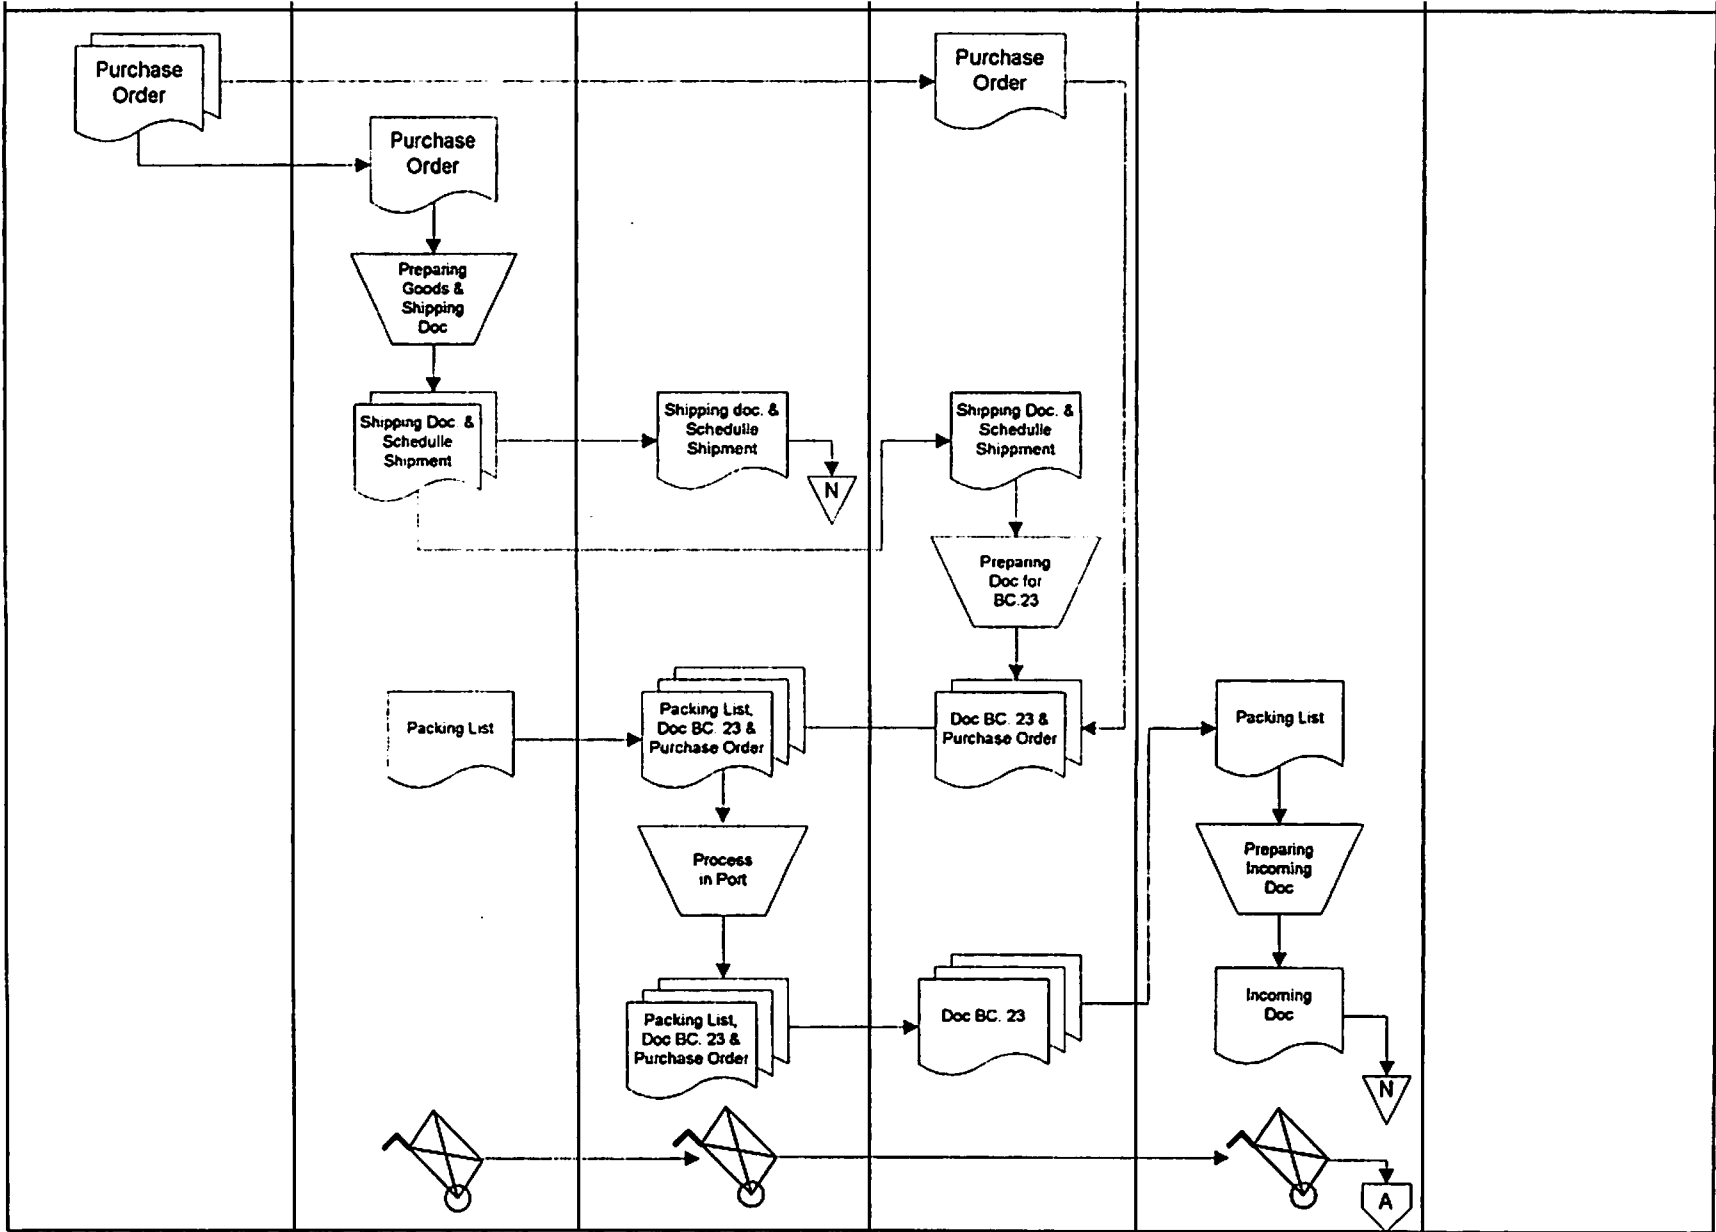 Purchase
Order
Purchase
Order
Purchase
Order
Preparing
Goods &
Shipping
Doc
Shipping Doc. &
Schedulle
Shipment
Shipping doc. &
Schedulle
Shipment
N
Shipping Doc. &
Schedulle
Shippment
Preparing
Doc for
BC.23
Packing List
Packing List,
Doc BC. 23 &
Purchase Order
Doc BC. 23 &
Purchase Order
Packing List
Process
in Port
Preparing
Incoming
Doc
Packing List,
Doc BC. 23 &
Purchase Order
Doc BC. 23
Incoming
Doc
N
A